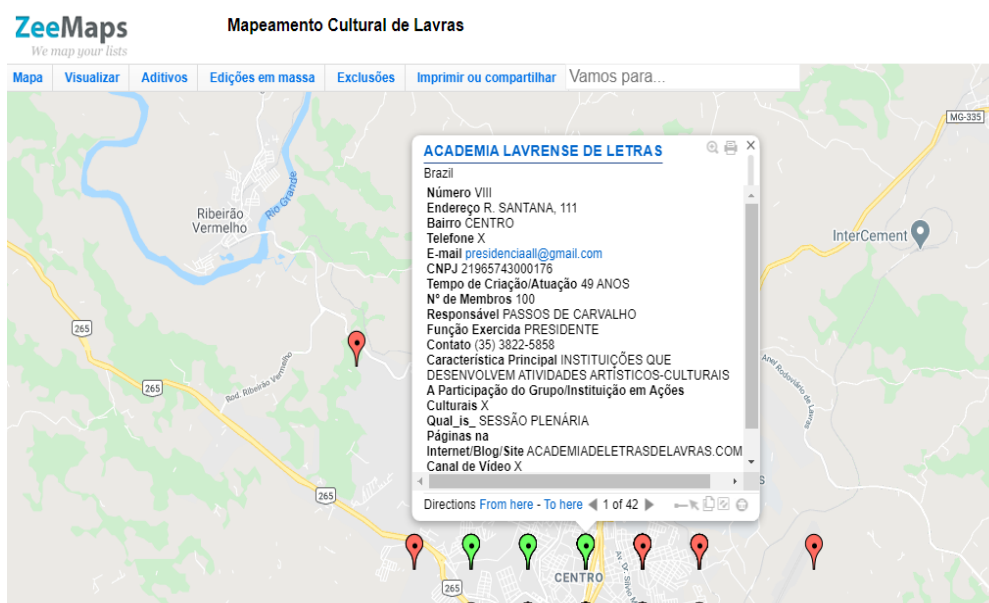 ZeeMaps
We map your lists
Mapeamento Cultural de Lavras
Mapa Visualizar Aditivos Edições em massa Exclusões Imprimir ou compartilhar Vamos para...
MG-335
ACADEMIA LAVRENSE DE LETRAS
Brazil
Número VIII
Endereço R. SANTANA, 111
Bairro CENTRO
Telefone X
E-mail presidenciaall@gmail.com
CNPJ 21965743000176
Tempo de Criação/Atuação 49 ANOS
Nº de Membros 100
Responsável PASSOS DE CARVALHO
Função Exercida PRESIDENTE
Contato (35) 3822-5858
Característica Principal INSTITUIÇÕES QUE
DESENVOLVEM ATIVIDADES ARTÍSTICOS-CULTURAIS
A Participação do Grupo/Instituição em Ações
Culturais X
Qual_is_ SESSÃO PLENÁRIA
Páginas na
Internet/Blog/Site ACADEMIADELETRASDELAVRAS.COM
Canal de Vídeo X
Directions From here - To here 1 of 42
Rio Grande
Ribeirão
Vermelho
InterCement
265
265
Rod. Ribeirão Vermelho
Anel Rodoviário de Lavras
265
S
CENTRO
265
Av. Dr. Silvio M